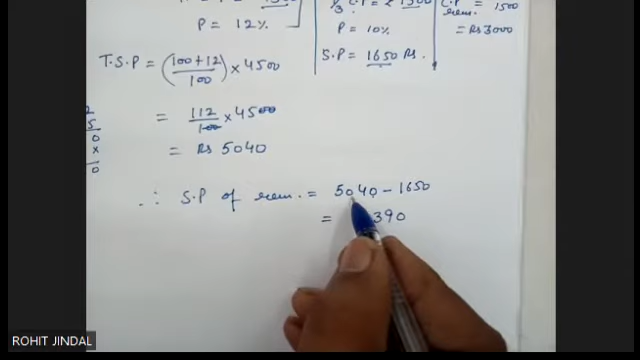 P = 12%
T.S.P = (100+12/100) × 4500
= 112/100 × 4500
= Rs 5040
∴ S.P of rem. = 5040 - 1650
= 390
C.P = 1500
P = 10%
S.P = 1650 Rs.
C.P rem. = 1500
= Rs 3000
ROHIT JINDAL